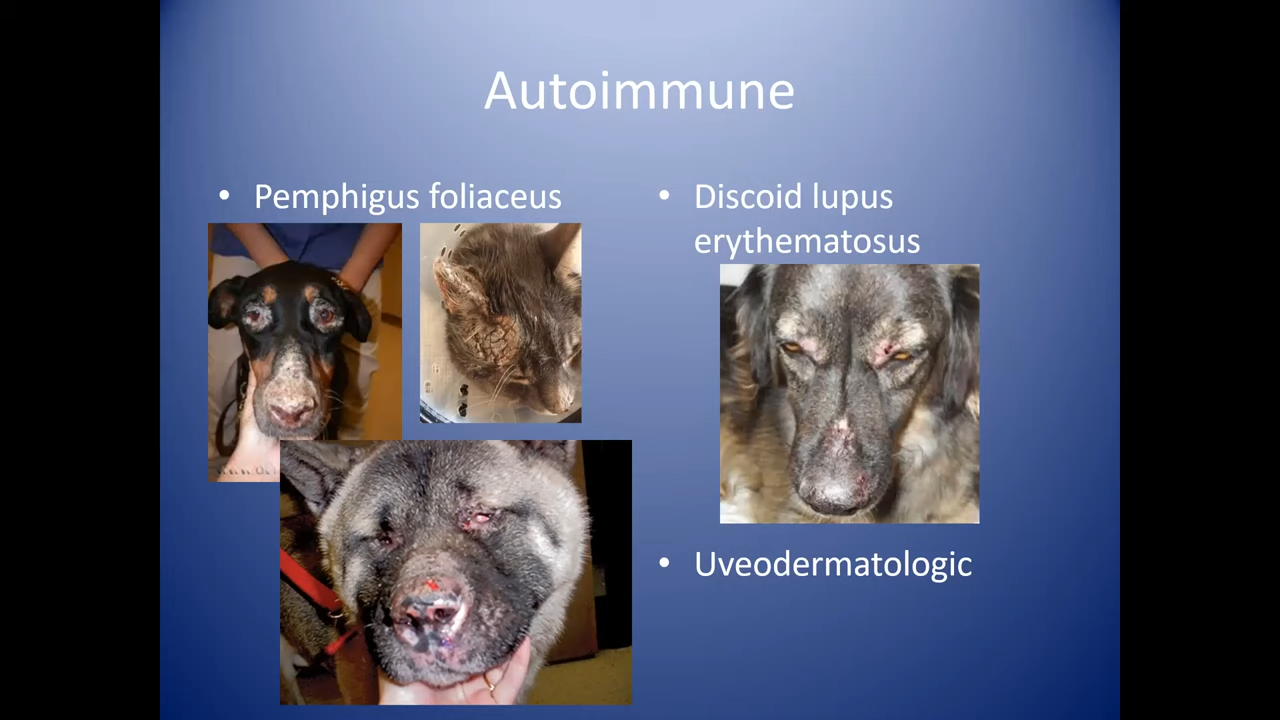 Autoimmune
• Pemphigus foliaceus
• Discoid lupus
erythematosus
• Uveodermatologic